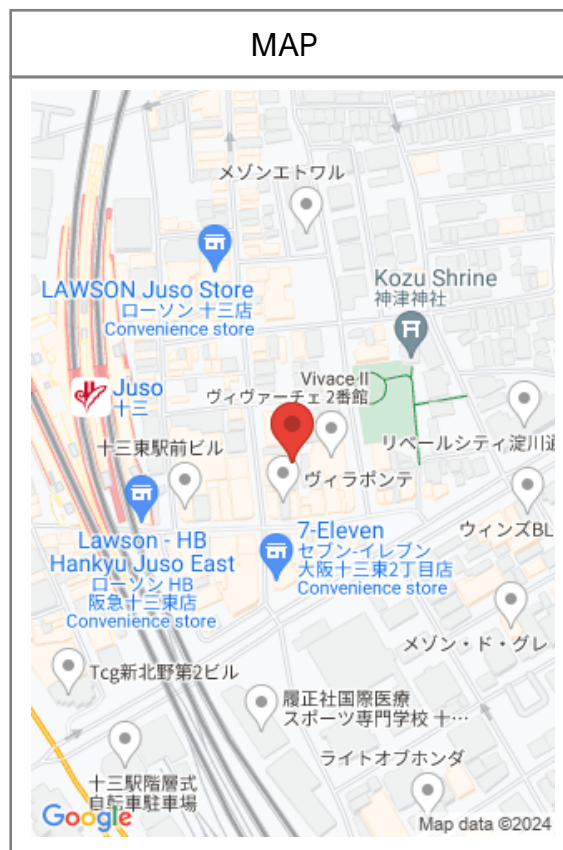 MAP
メゾンエトワル
LAWSON Juso Store
ローソン 十三店
Convenience store
Kozu Shrine
神津神社
Juso
十三
Vivace II
ヴィヴァーチェ 2番館
十三東駅前ビル
リベールシティ淀川通
ヴィラポンテ
Lawson - HB
Hankyu Juso East
ローソン HB
阪急十三東店
Convenience store
7-Eleven
セブン-イレブン
大阪十三東2丁目店
Convenience store
ウィンズBL
メゾン・ド・グレ
Tcg新北野第2ビル
履正社国際医療
スポーツ専門学校 十…
ライトオブホンダ
十三駅階層式
自転車駐車場
Google
Map data ©2024